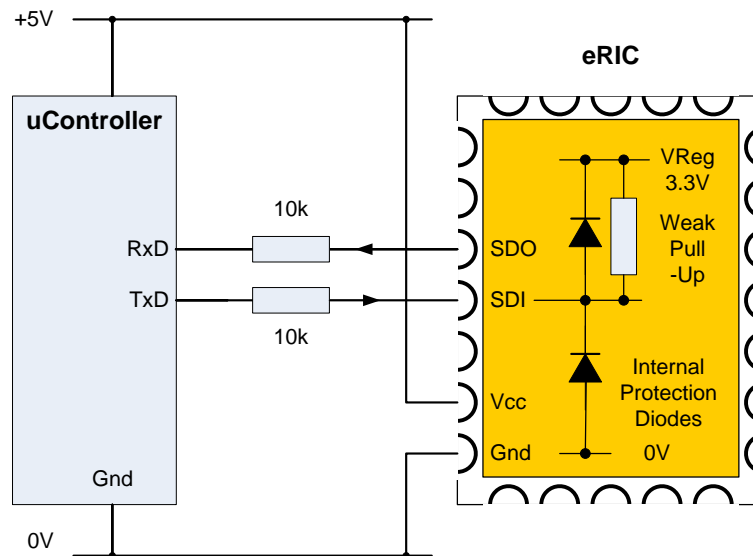 +5V
eRIC
uController
VReg
3.3V
10k
Weak
Pull
-Up
RxD
SDO
TxD
SDI
10k
Internal
Protection
Diodes
Vcc
Gnd
0V
Gnd
0V